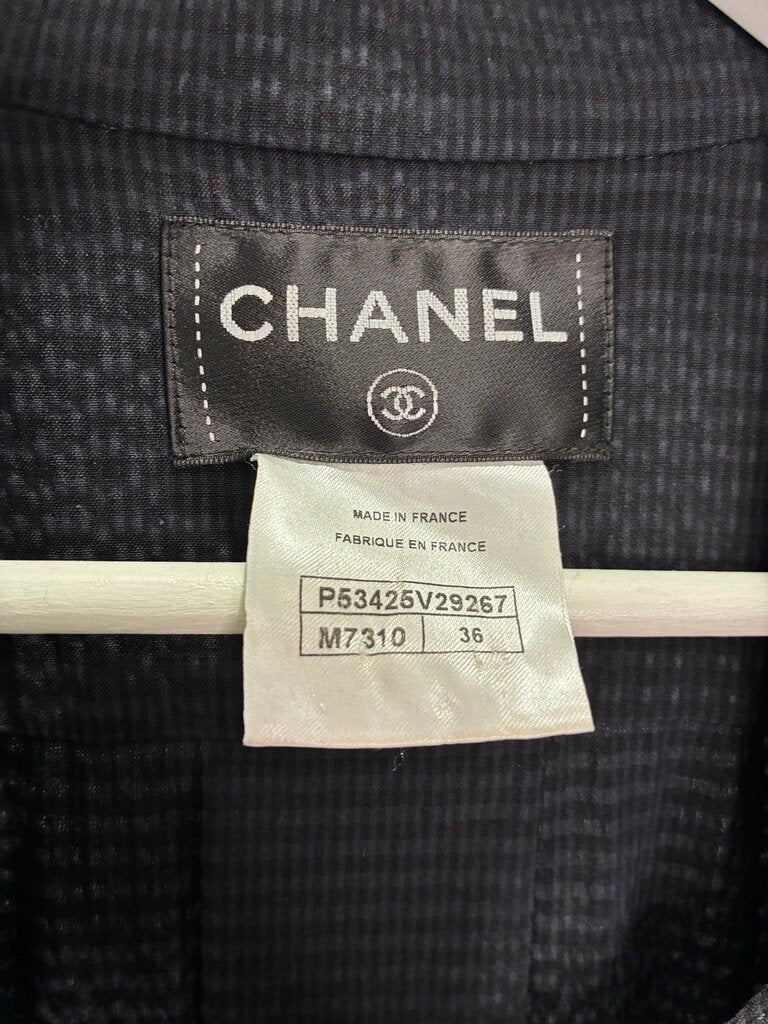 CHANEL
MADE IN FRANCE
FABRIQUE EN FRANCE
P53425V29267
M7310 36